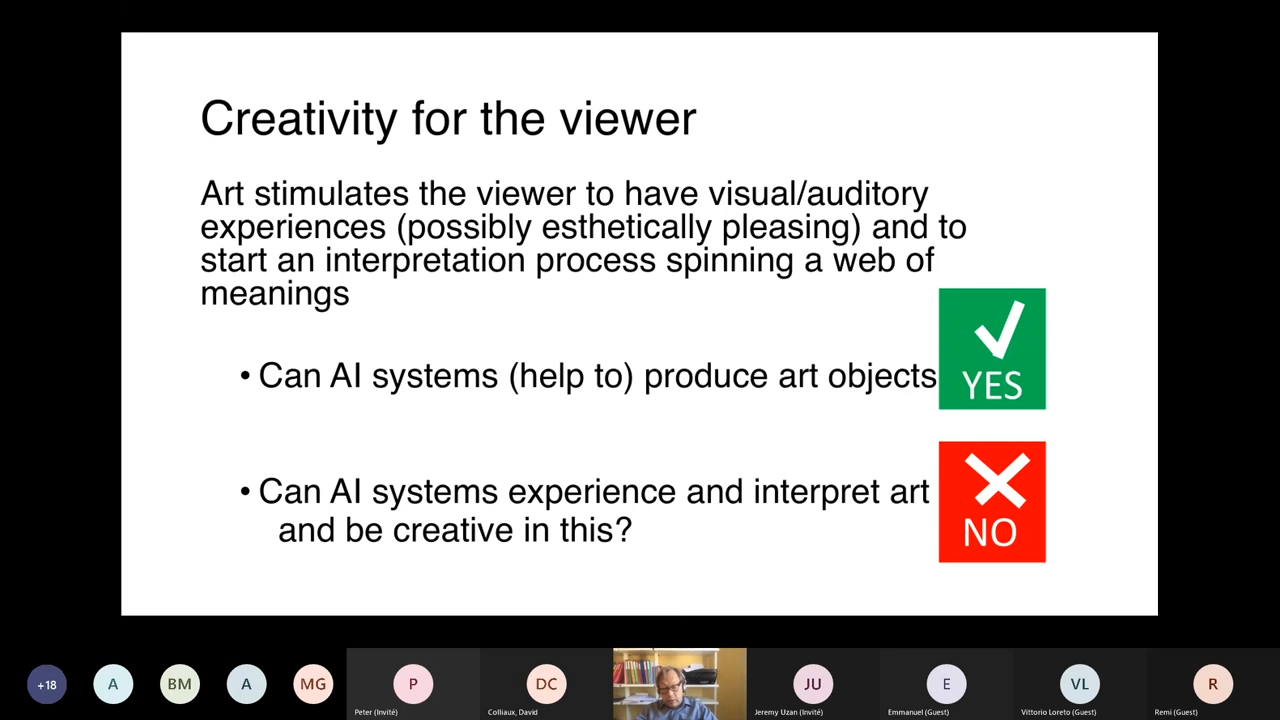 Creativity for the viewer
Art stimulates the viewer to have visual/auditory
experiences (possibly esthetically pleasing) and to
start an interpretation process spinning a web of
meanings
• Can AI systems (help to) produce art objects
YES
• Can AI systems experience and interpret art
and be creative in this?
NO
+18
A
BM
A
MG
P
Peter (Invité)
DC
Colliaux, David
JU
Jeremy Uzan (Invité)
E
Emmanuel (Guest)
VL
Vittorio Loreto (Guest)
R
Remi (Guest)